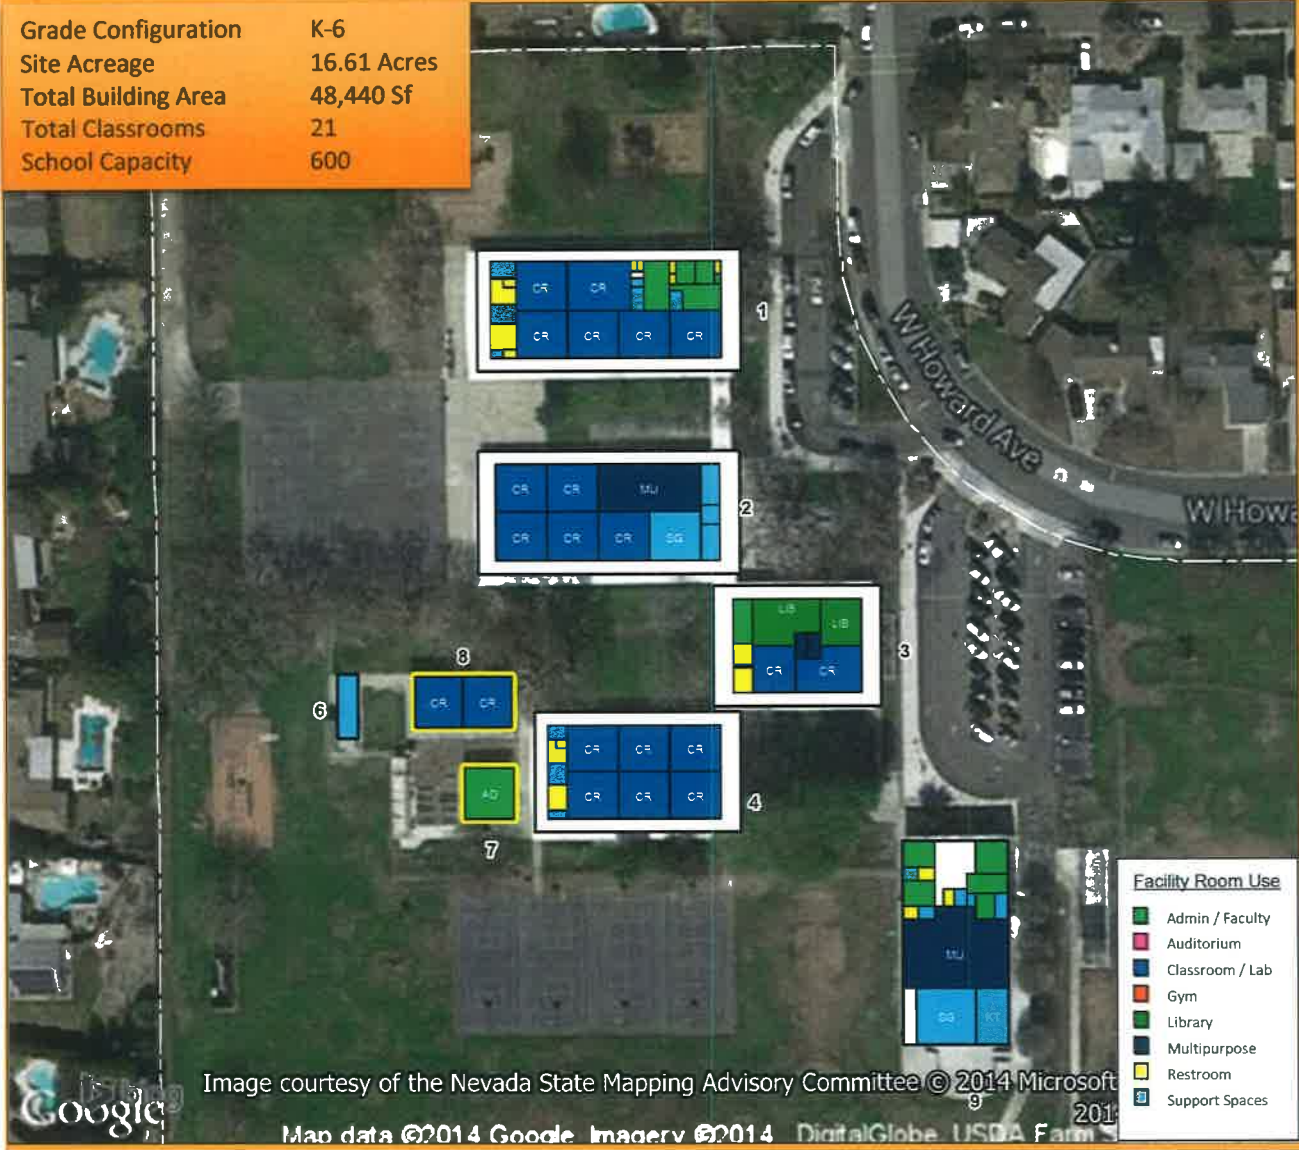 Grade Configuration K-6
Site Acreage 16.61 Acres
Total Building Area 48,440 Sf
Total Classrooms 21
School Capacity 600
CR CR
CR CR CR CR
1
W Howard Ave
W Howa
CR CR MU
CR CR CR SG
2
LIB LIB
CR CR
3
8
CR CR
6
AD
7
CR CR CR
CR CR CR
4
MU
SG KT
9
Facility Room Use
Admin / Faculty
Auditorium
Classroom / Lab
Gym
Library
Multipurpose
Restroom
Support Spaces
Image courtesy of the Nevada State Mapping Advisory Committee © 2014 Microsoft
Google
201
Map data ©2014 Google Imagery ©2014 DigitalGlobe, USDA Farm S